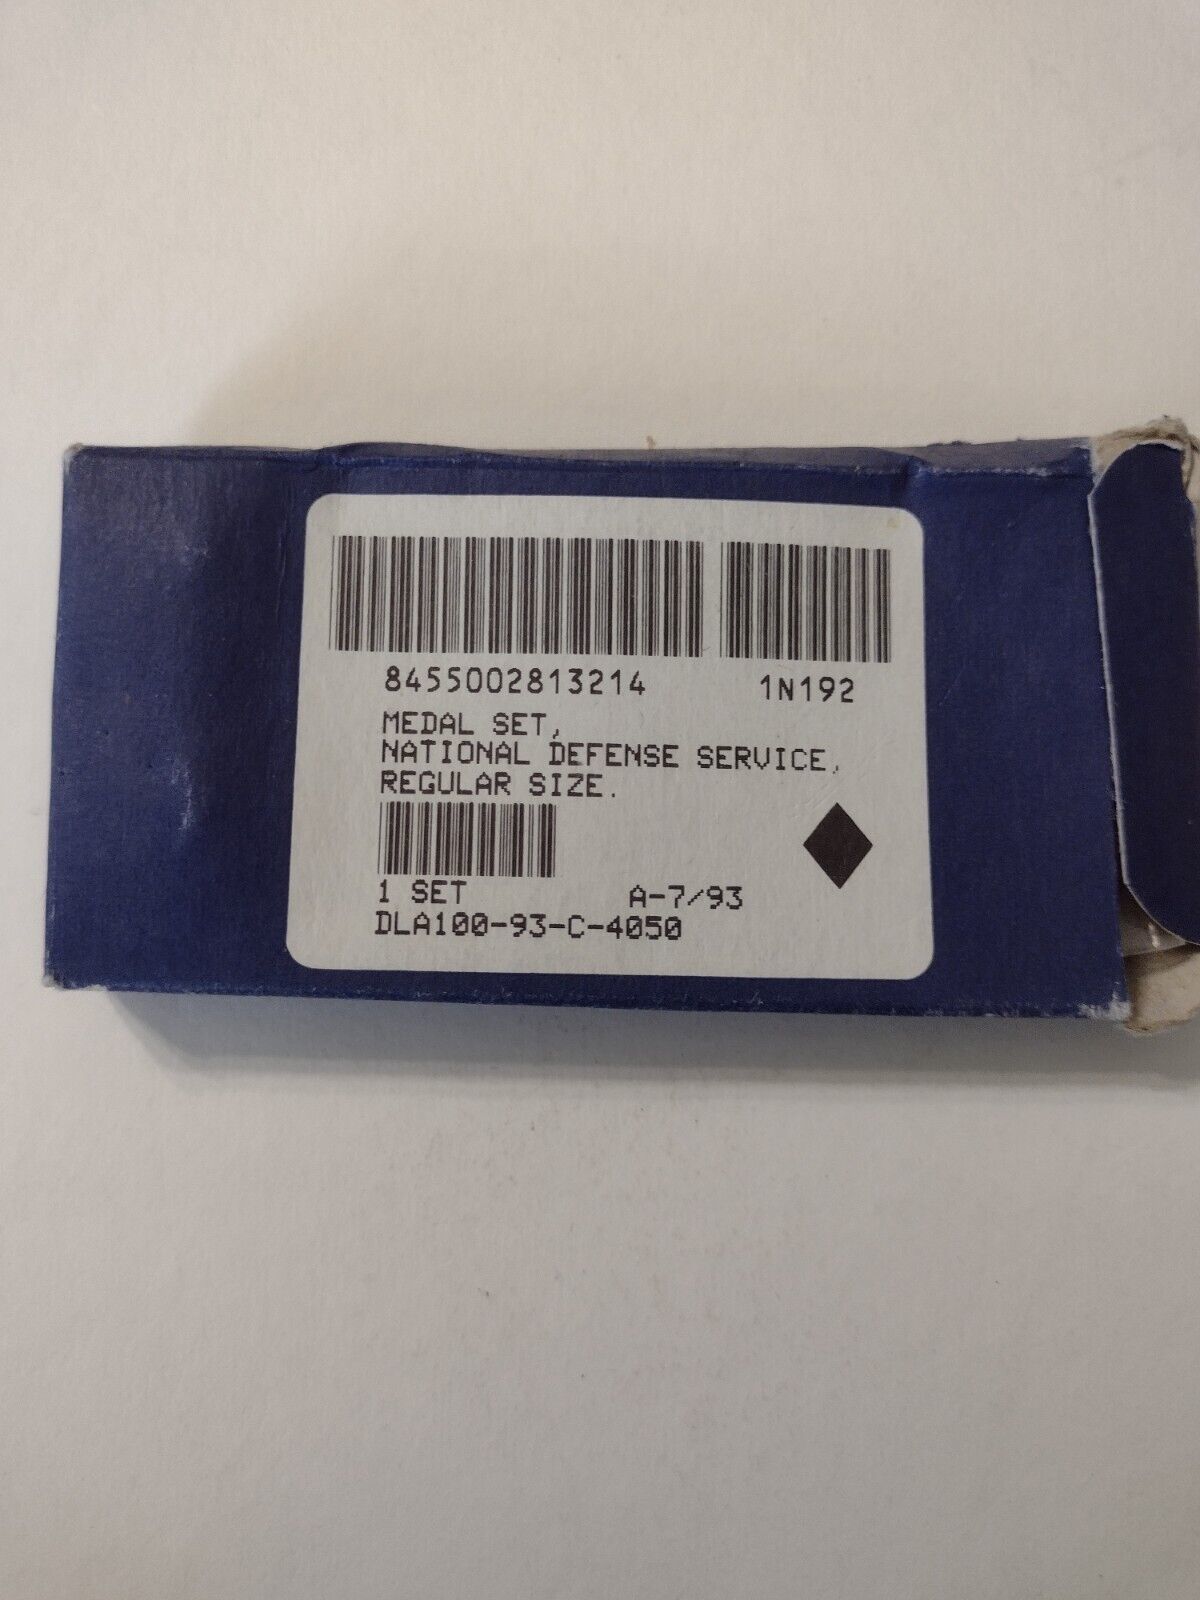 8455002813214 1N192
MEDAL SET,
NATIONAL DEFENSE SERVICE,
REGULAR SIZE.
1 SET A-7/93
DLA100-93-C-4050